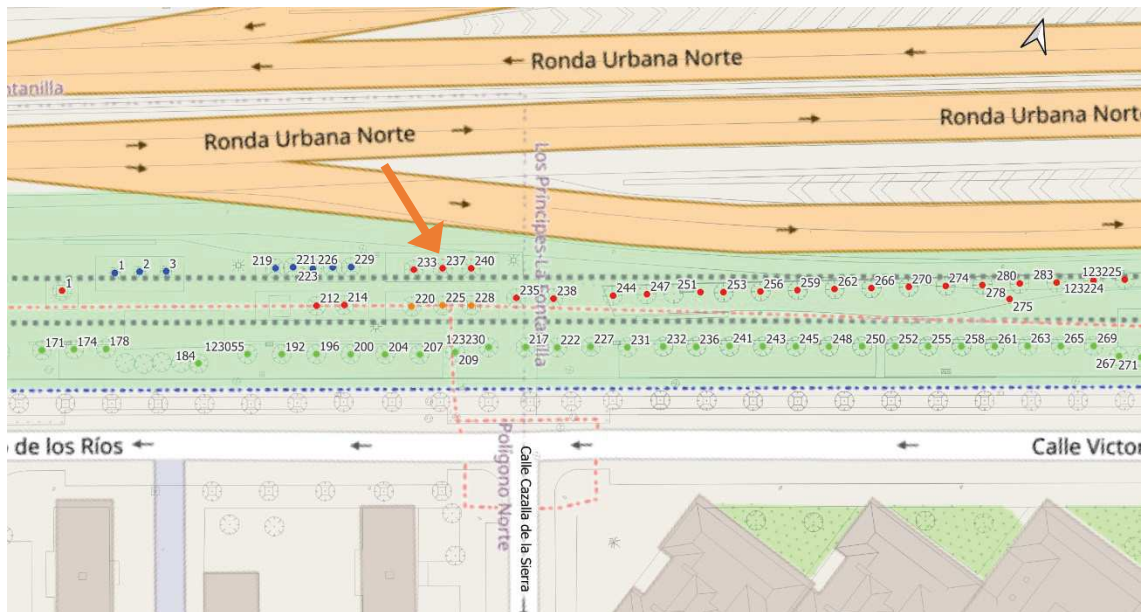 Ronda Urbana Norte
ntanilla
Ronda Urbana Norte
Ronda Urbana Norte
Los Príncipes-La Fontanilla
1 2 3 219 221 226 229 233 237 240
223
1
212 214 220 225 228 235 238 244 247 251 253 256 259 262 266 270 274 280 283 123225
278 123224
275
171 174 178 123055 192 196 200 204 207 123230 217 222 227 231 232 236 241 243 245 248 250 252 255 258 261 263 265 269
184 209 267 271
o de los Ríos
Calle Victor
Polígono Norte
Calle Cazalla de la Sierra